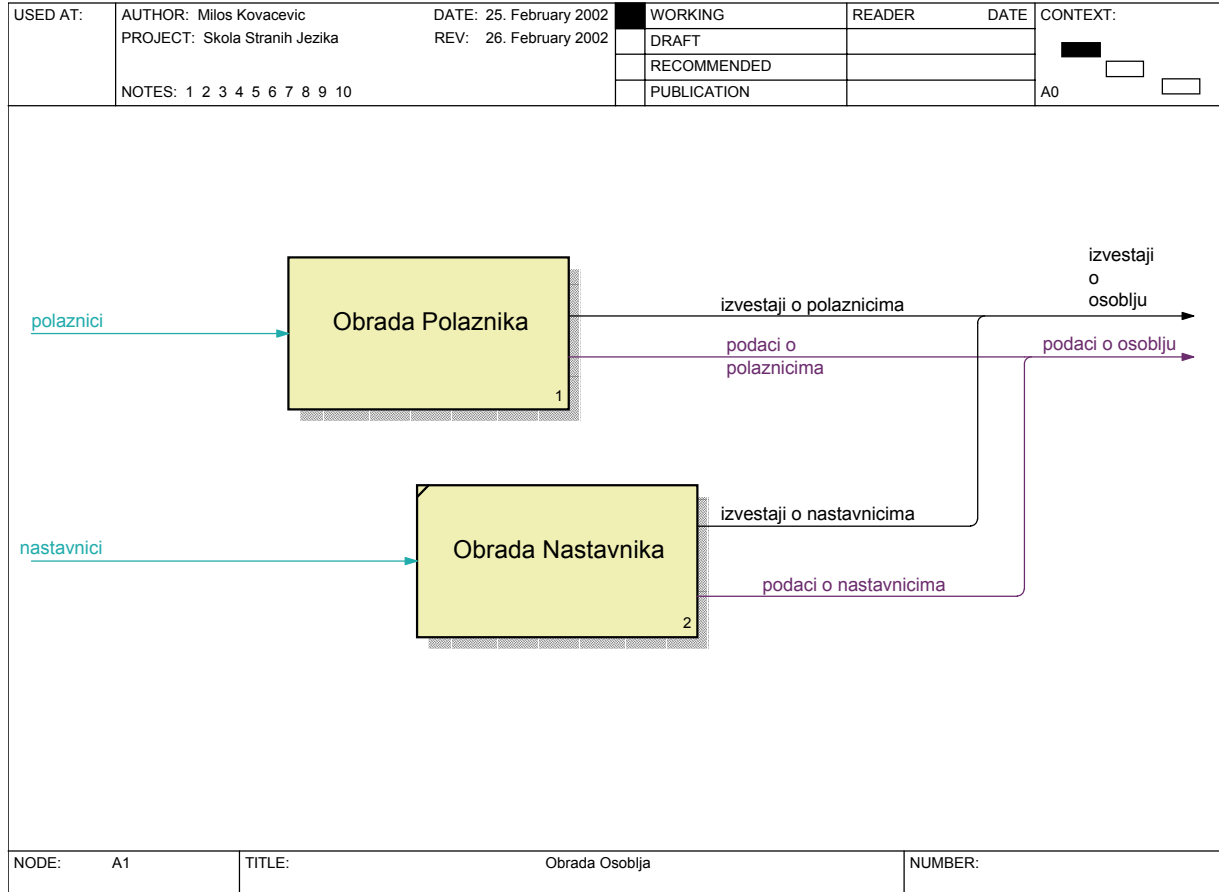 USED AT:
AUTHOR: Milos Kovacevic
DATE: 25. February 2002
PROJECT: Skola Stranih Jezika
REV: 26. February 2002
NOTES: 1 2 3 4 5 6 7 8 9 10
WORKING
DRAFT
RECOMMENDED
PUBLICATION
READER
DATE
CONTEXT:
A0
izvestaji
o
osoblju
polaznici
Obrada Polaznika
1
izvestaji o polaznicima
podaci o
polaznicima
podaci o osoblju
nastavnici
Obrada Nastavnika
2
izvestaji o nastavnicima
podaci o nastavnicima
NODE:
A1
TITLE:
Obrada Osoblja
NUMBER: